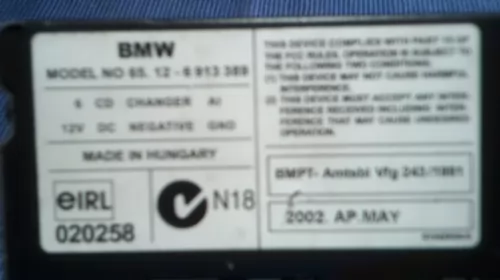 BMW
MODEL NO 65. 12 - 6 913 389
6 CD CHANGER AI
12V DC NEGATIVE GND
MADE IN HUNGARY
eIRL
020258
N18
THIS DEVICE COMPLIES WITH PART 15 OF
THE FCC RULES, OPERATION IS SUBJECT TO
THE FOLLOWING TWO CONDITIONS.
(1) THIS DEVICE MAY NOT CAUSE HARMFUL
INTERFERENCE.
(2) THIS DEVICE MUST ACCEPT ANY INTER-
FERENCE RECEIVED INCLUDING INTER-
FERENCE THAT MAY CAUSE UNDESIRED
OPERATION.
BMPT- Amtsbl Vfg 243/1991
2002. AP.MAY